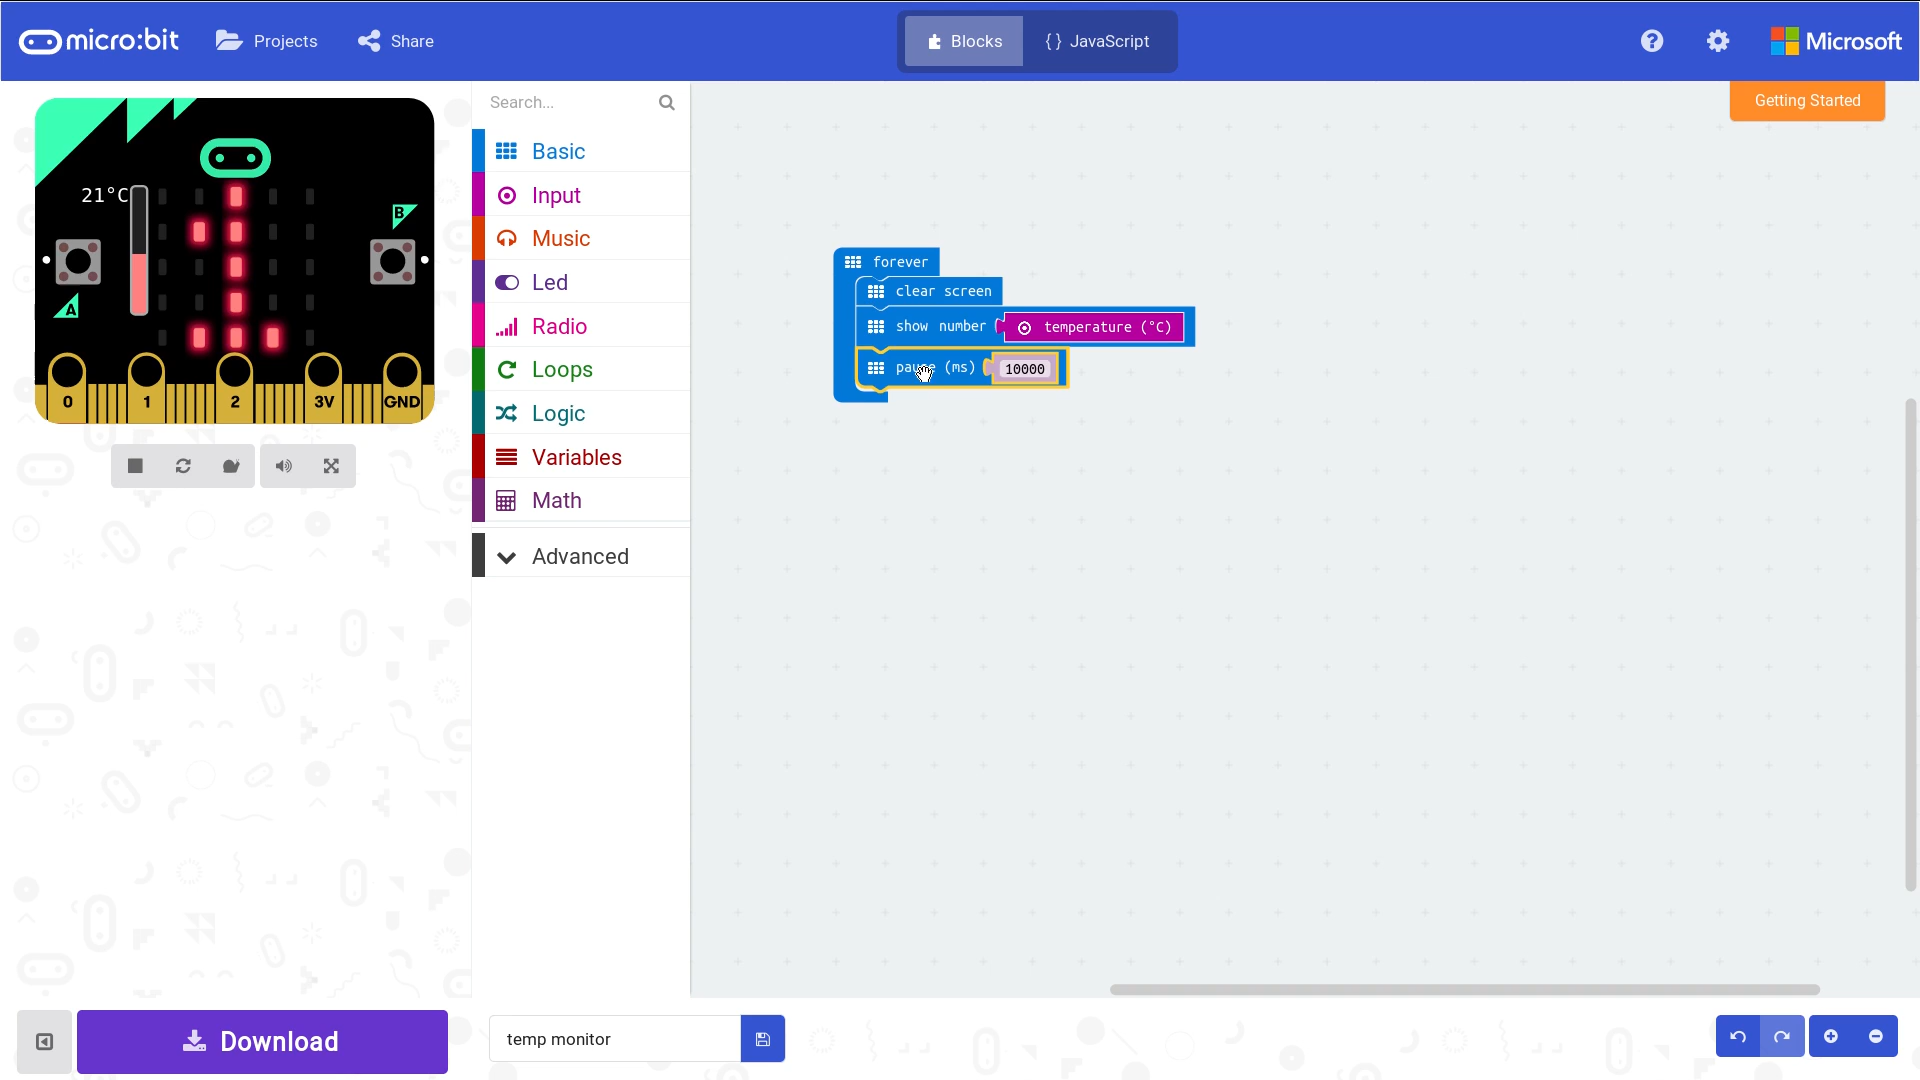 micro:bit
Projects
Share
Blocks
{ } JavaScript
?
Microsoft
Getting Started
Search...
21°C
B
A
0
1
2
3V
GND
Basic
Input
Music
Led
Radio
Loops
Logic
Variables
Math
Advanced
forever
clear screen
show number temperature (°C)
pause (ms) 10000
Download
temp monitor